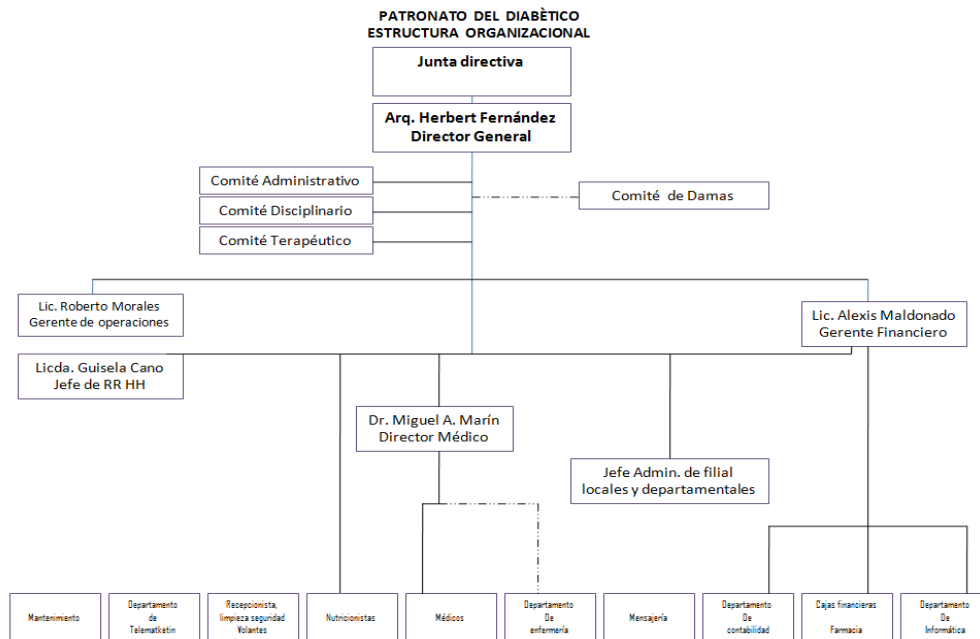 PATRONATO DEL DIABÈTICO
ESTRUCTURA ORGANIZACIONAL
Junta directiva
Arq. Herbert Fernández
Director General
Comité Administrativo
Comité Disciplinario
Comité Terapéutico
Comité de Damas
Lic. Roberto Morales
Gerente de operaciones
Lic. Alexis Maldonado
Gerente Financiero
Licda. Guisela Cano
Jefe de RR HH
Dr. Miguel A. Marín
Director Médico
Jefe Admin. de filial
locales y departamentales
Mantenimiento
Departamento
de
Telematketin
Recepcionista,
limpieza seguridad
Volantes
Nutricionistas
Médicos
Departamento
De
enfermería
Mensajería
Departamento
De
contabilidad
Cajas financieras
Farmacia
Departamento
De
Informática